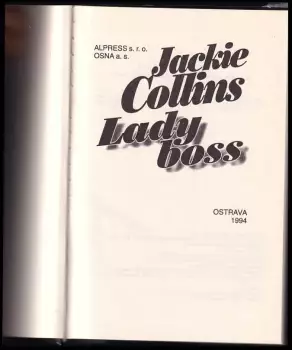 ALPRESS s. r. o.
OSNA a. s.
Jackie
Collins
Lady
boss
OSTRAVA
1994